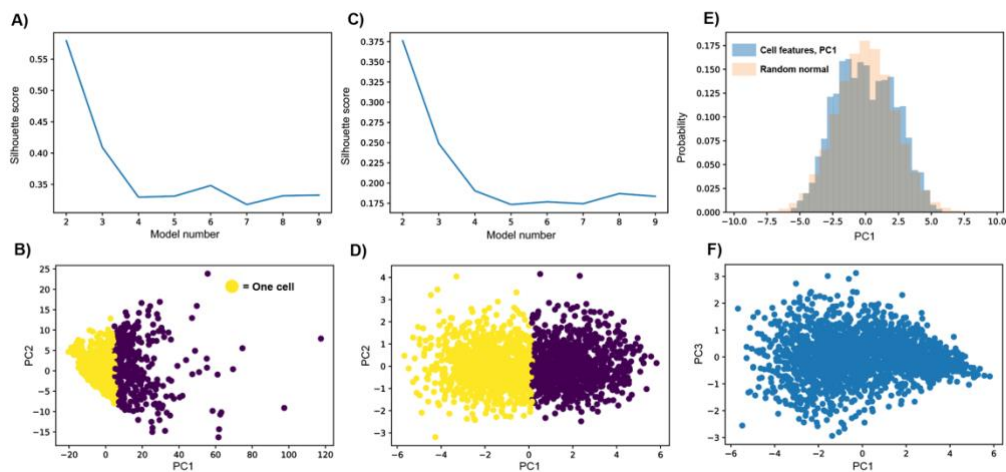 A)
Silhouette score
0.55
0.50
0.45
0.40
0.35
2 3 4 5 6 7 8 9
Model number
C)
Silhouette score
0.375
0.350
0.325
0.300
0.275
0.250
0.225
0.200
0.175
2 3 4 5 6 7 8 9
Model number
E)
Probability
0.175
0.150
0.125
0.100
0.075
0.050
0.025
0.000
Cell features, PC1
Random normal
-10.0 -7.5 -5.0 -2.5 0.0 2.5 5.0 7.5 10.0
PC1
B)
PC2
25
20
15
10
5
0
-5
-10
-15
= One cell
-20 0 20 40 60 80 100 120
PC1
D)
PC2
4
3
2
1
0
-1
-2
-3
-6 -4 -2 0 2 4 6
PC1
F)
PC3
3
2
1
0
-1
-2
-3
-6 -4 -2 0 2 4 6
PC1